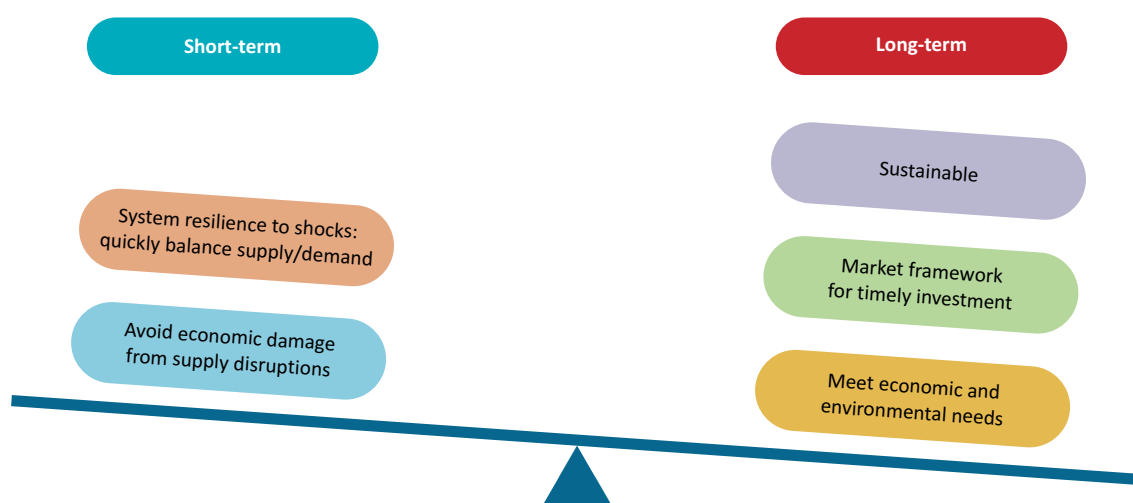 Short-term
Long-term
System resilience to shocks:
quickly balance supply/demand
Avoid economic damage
from supply disruptions
Sustainable
Market framework
for timely investment
Meet economic and
environmental needs